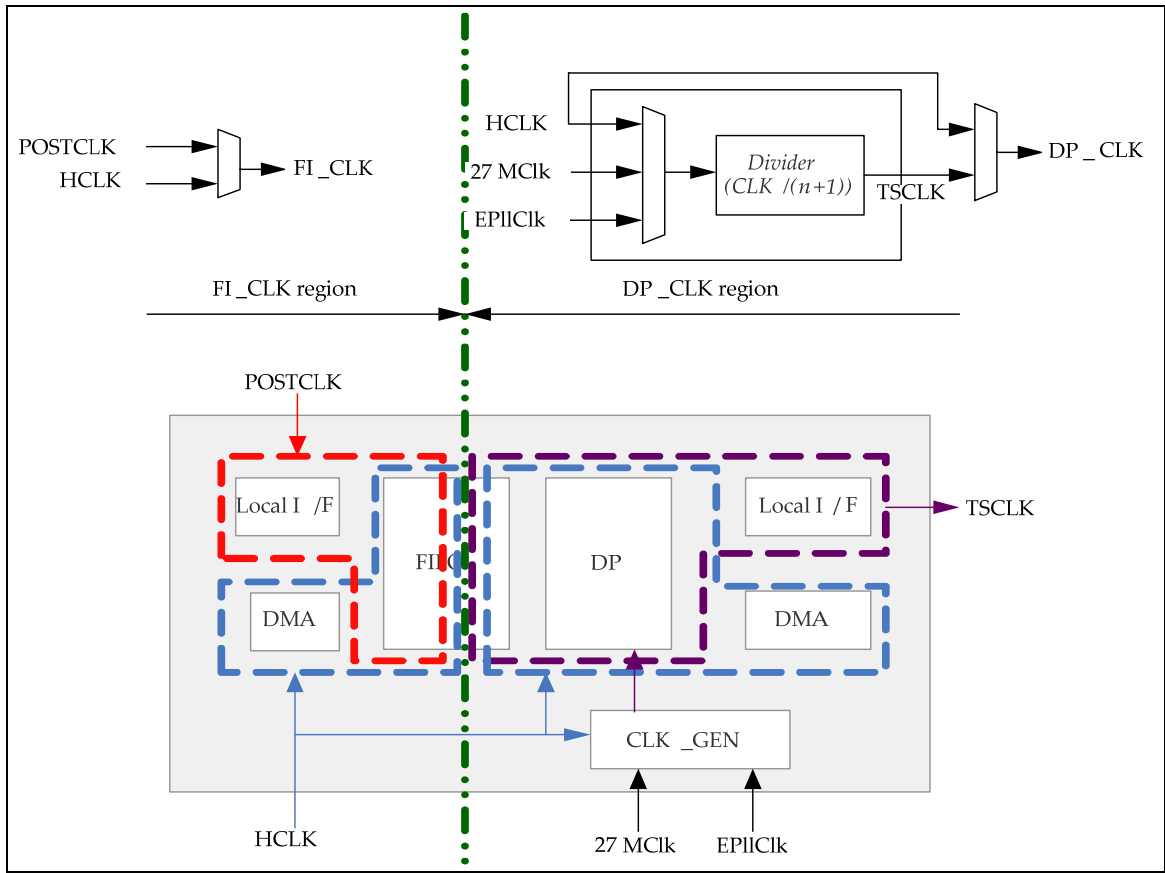 POSTCLK
HCLK
FI _CLK
HCLK
27 MClk
EPllClk
Divider
(CLK /(n+1))
TSCLK
DP _ CLK
FI _CLK region
DP _CLK region
POSTCLK
Local I /F
DMA
DP
Local I / F
DMA
TSCLK
CLK _GEN
HCLK
27 MClk
EPllClk